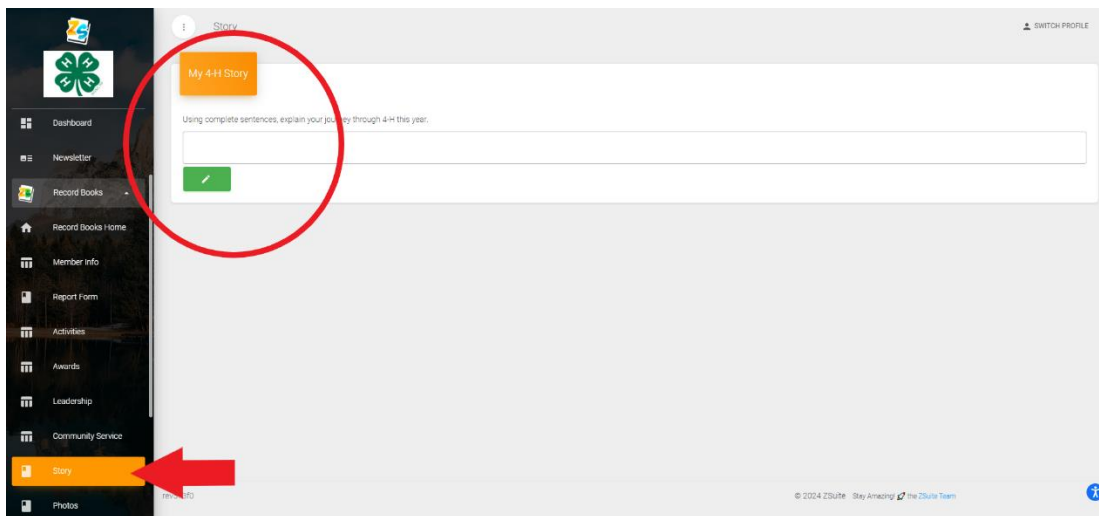 ZS
H H H H
Story
SWITCH PROFILE
My 4-H Story
Using complete sentences, explain your journey through 4-H this year.
Dashboard
Newsletter
Record Books
Record Books Home
Member Info
Report Form
Activities
Awards
Leadership
Community Service
Story
Photos
© 2024 ZSuite Stay Amazing! the ZSuite Team